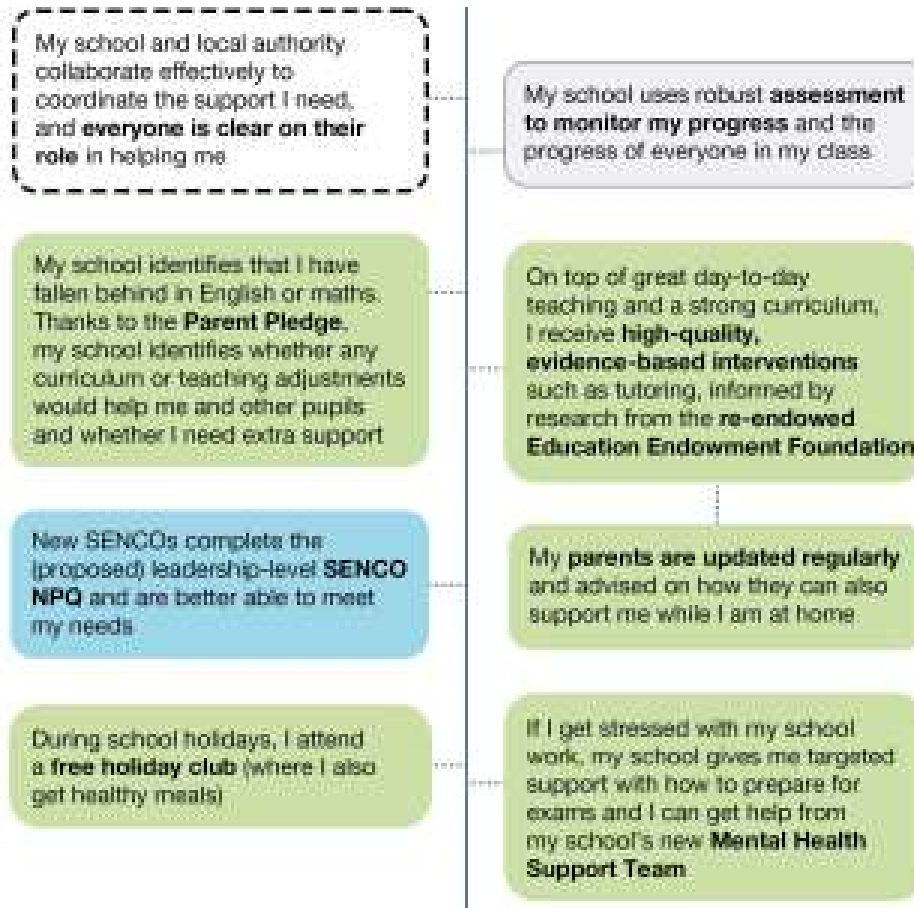 My school and local authority
collaborate effectively to
coordinate the support I need,
and everyone is clear on their
role in helping me
My school uses robust assessment
to monitor my progress and the
progress of everyone in my class
My school identifies that I have
fallen behind in English or maths.
Thanks to the Parent Pledge,
my school identifies whether any
curriculum or teaching adjustments
would help me and other pupils
and whether I need extra support
On top of great day-to-day
teaching and a strong curriculum,
I receive high-quality,
evidence-based interventions
such as tutoring, informed by
research from the re-endowed
Education Endowment Foundation
New SENCOs complete the
(proposed) leadership-level SENCO
NPQ and are better able to meet
my needs
My parents are updated regularly
and advised on how they can also
support me while I am at home
During school holidays, I attend
a free holiday club (where I also
get healthy meals)
If I get stressed with my school
work, my school gives me targeted
support with how to prepare for
exams and I can get help from
my school's new Mental Health
Support Team